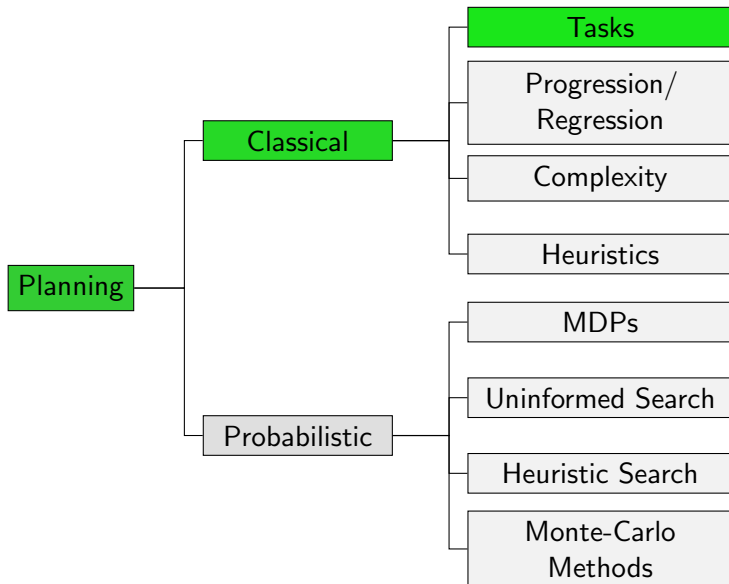 Planning
Classical
Tasks
Progression/
Regression
Complexity
Heuristics
Probabilistic
MDPs
Uninformed Search
Heuristic Search
Monte-Carlo
Methods